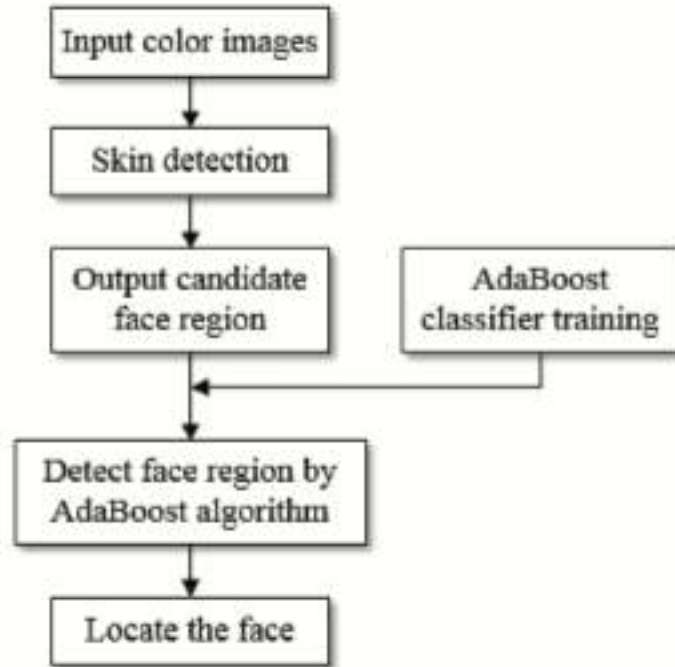 Input color images
Skin detection
Output candidate
face region
AdaBoost
classifier training
Detect face region by
AdaBoost algorithm
Locate the face